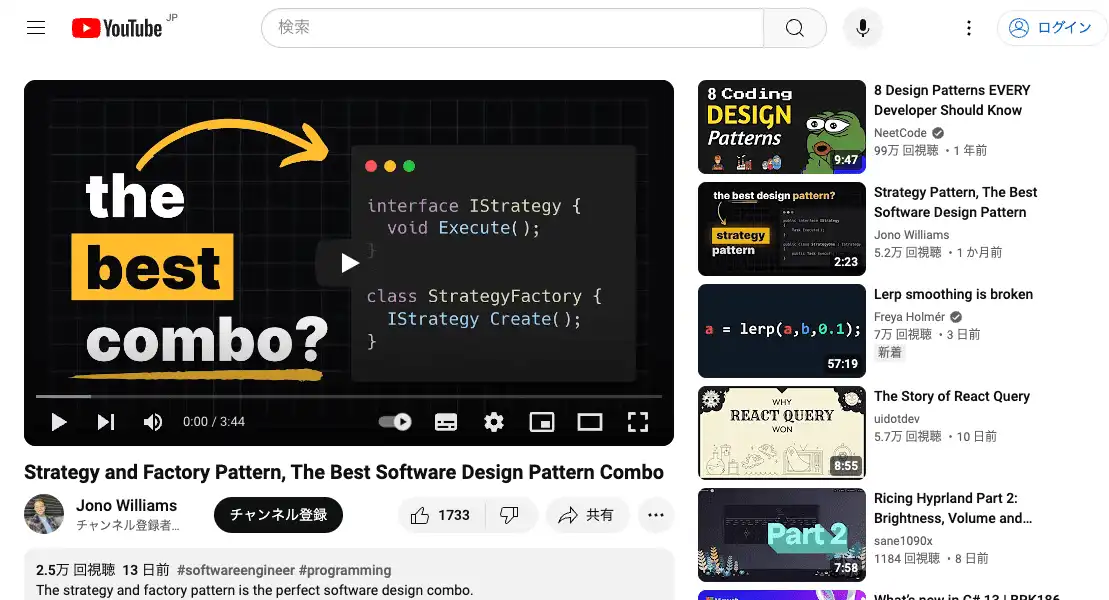 YouTube JP
検索
ログイン
the
best
combo?
interface IStrategy {
void Execute();
}
class StrategyFactory {
IStrategy Create();
}
0:00 / 3:44
Strategy and Factory Pattern, The Best Software Design Pattern Combo
Jono Williams
チャンネル登録者…
チャンネル登録
1733
共有
2.5万 回視聴 13 日前 #softwareengineer #programming
The strategy and factory pattern is the perfect software design combo.
8 Coding
DESIGN
Patterns
9:47
8 Design Patterns EVERY
Developer Should Know
NeetCode
99万 回視聴 ・1 年前
the best design pattern?
strategy
pattern
2:23
Strategy Pattern, The Best
Software Design Pattern
Jono Williams
5.2万 回視聴 ・1 か月前
a = lerp(a,b,0.1);
57:19
Lerp smoothing is broken
Freya Holmér
7万 回視聴 ・3 日前
新着
WHY
REACT QUERY
WON
8:55
The Story of React Query
uidotdev
5.7万 回視聴 ・10 日前
Part 2
7:58
Ricing Hyprland Part 2:
Brightness, Volume and…
sane1090x
1184 回視聴 ・8 日前
What's new in C# 13 | BRK186